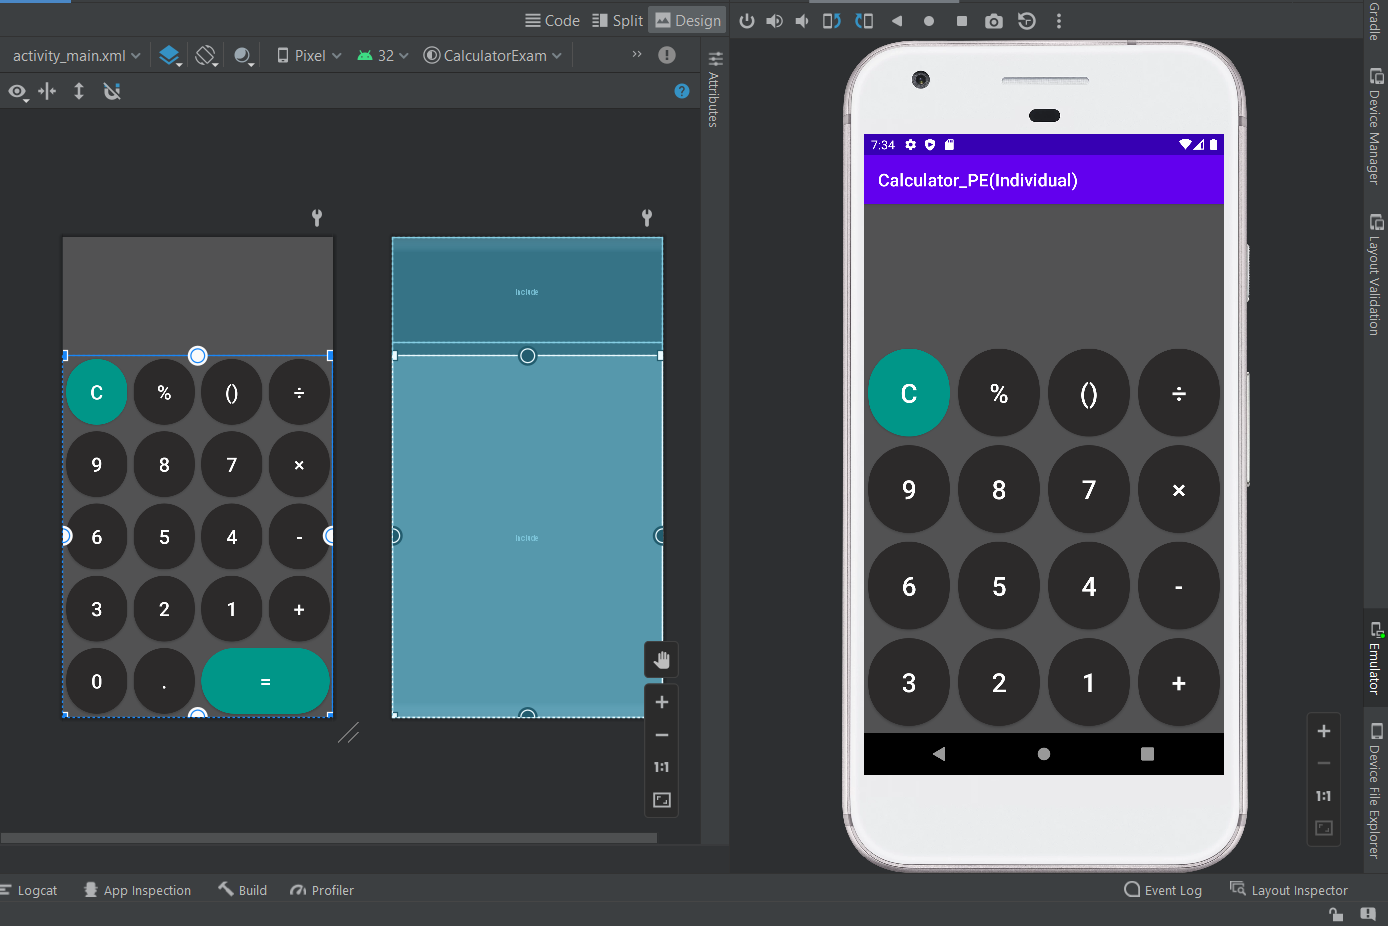 Code Split Design
activity_main.xml Pixel 32 CalculatorExam »
?
Attributes
Include
Include
C % () ÷
9 8 7 ×
6 5 4 -
3 2 1 +
0 . =
1:1
7:34
Calculator_PE(Individual)
C % () ÷
9 8 7 ×
6 5 4 -
3 2 1 +
1:1
Gradle
Device Manager
Layout Validation
Emulator
Device File Explorer
Logcat App Inspection Build Profiler Event Log Layout Inspector